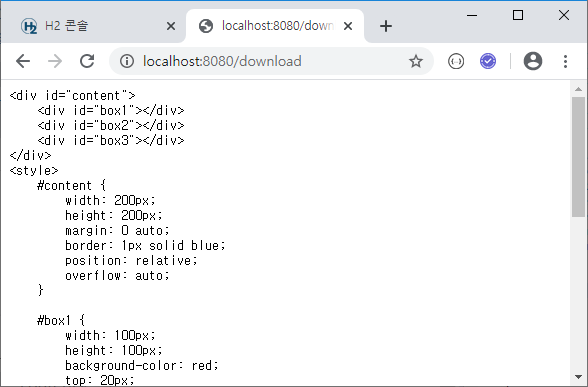 H2 콘솔
localhost:8080/down
localhost:8080/download
<div id="content">
    <div id="box1"></div>
    <div id="box2"></div>
    <div id="box3"></div>
</div>
<style>
    #content {
        width: 200px;
        height: 200px;
        margin: 0 auto;
        border: 1px solid blue;
        position: relative;
        overflow: auto;
    }

    #box1 {
        width: 100px;
        height: 100px;
        background-color: red;
        top: 20px;